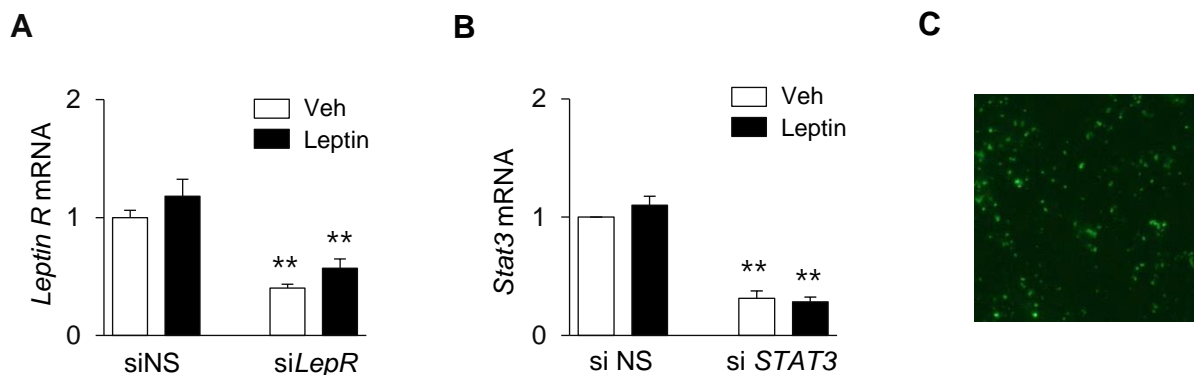 A
Leptin R mRNA
2
1
0
Veh
Leptin
**
**
siNS
siLepR
B
Stat3 mRNA
2
1
0
Veh
Leptin
**
**
si NS
si STAT3
C